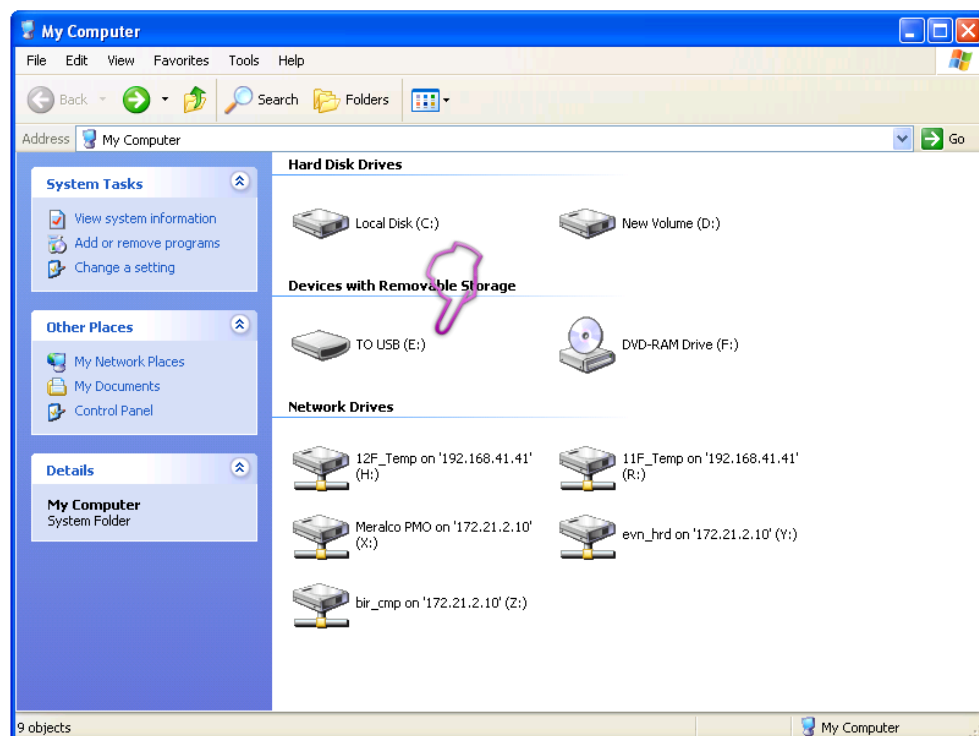 My Computer
File Edit View Favorites Tools Help
Back Search Folders
Address My Computer Go
System Tasks
View system information
Add or remove programs
Change a setting
Other Places
My Network Places
My Documents
Control Panel
Details
My Computer
System Folder
Hard Disk Drives
Local Disk (C:) New Volume (D:)
Devices with Removable Storage
TO USB (E:) DVD-RAM Drive (F:)
Network Drives
12F_Temp on '192.168.41.41'
(H:)
11F_Temp on '192.168.41.41'
(R:)
Meralco PMO on '172.21.2.10'
(X:)
evn_hrd on '172.21.2.10' (Y:)
bir_cmp on '172.21.2.10' (Z:)
9 objects My Computer